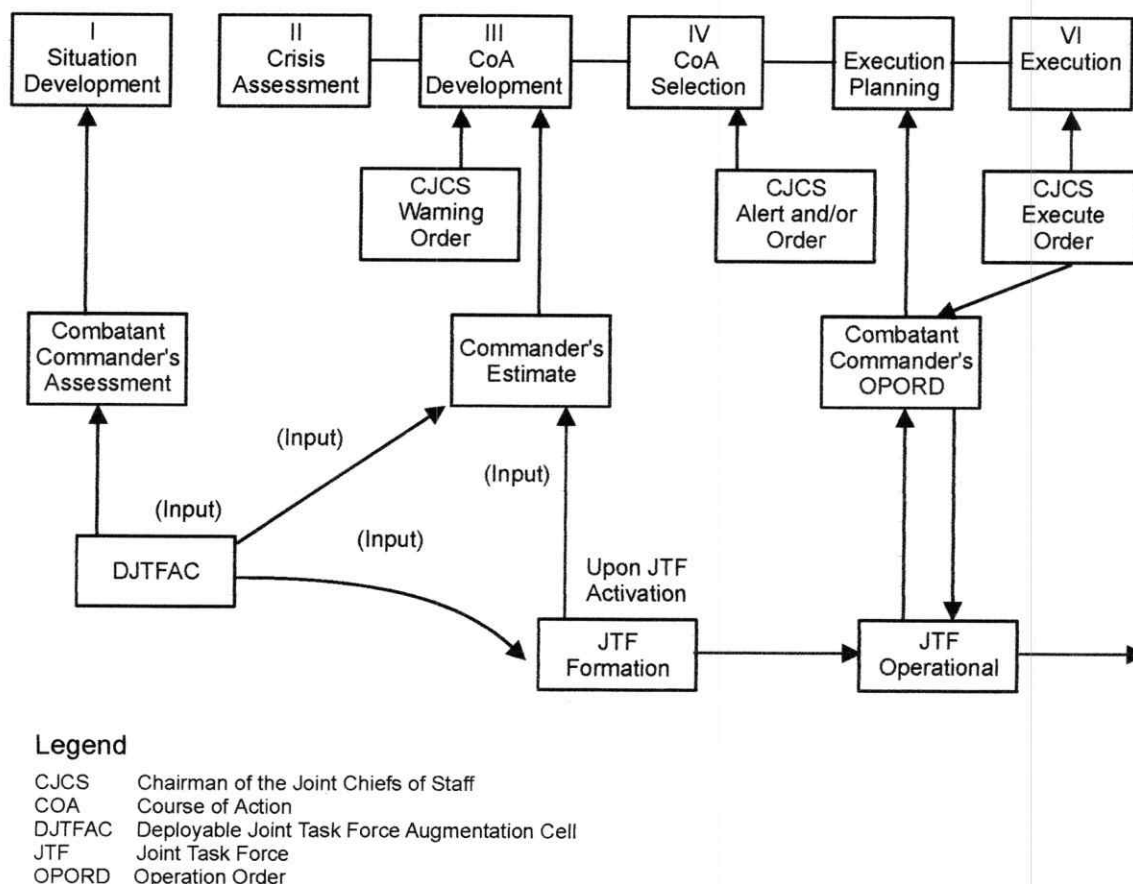 I
Situation
Development
II
Crisis
Assessment
III
CoA
Development
IV
CoA
Selection
Execution
Planning
VI
Execution
CJCS
Warning
Order
CJCS
Alert and/or
Order
CJCS
Execute
Order
Combatant
Commander's
Assessment
Commander's
Estimate
Combatant
Commander's
OPORD
(Input)
(Input)
(Input)
(Input)
DJTFAC
Upon JTF
Activation
JTF
Formation
JTF
Operational
Legend
CJCS Chairman of the Joint Chiefs of Staff
COA Course of Action
DJTFAC Deployable Joint Task Force Augmentation Cell
JTF Joint Task Force
OPORD Operation Order